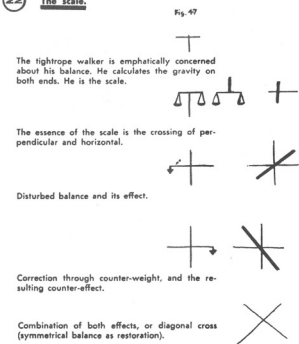 22 The scale.
Fig. 47
The tightrope walker is emphatically concerned
about his balance. He calculates the gravity on
both ends. He is the scale.
The essence of the scale is the crossing of per-
pendicular and horizontal.
Disturbed balance and its effect.
Correction through counter-weight, and the re-
sulting counter-effect.
Combination of both effects, or diagonal cross
(symmetrical balance as restoration).